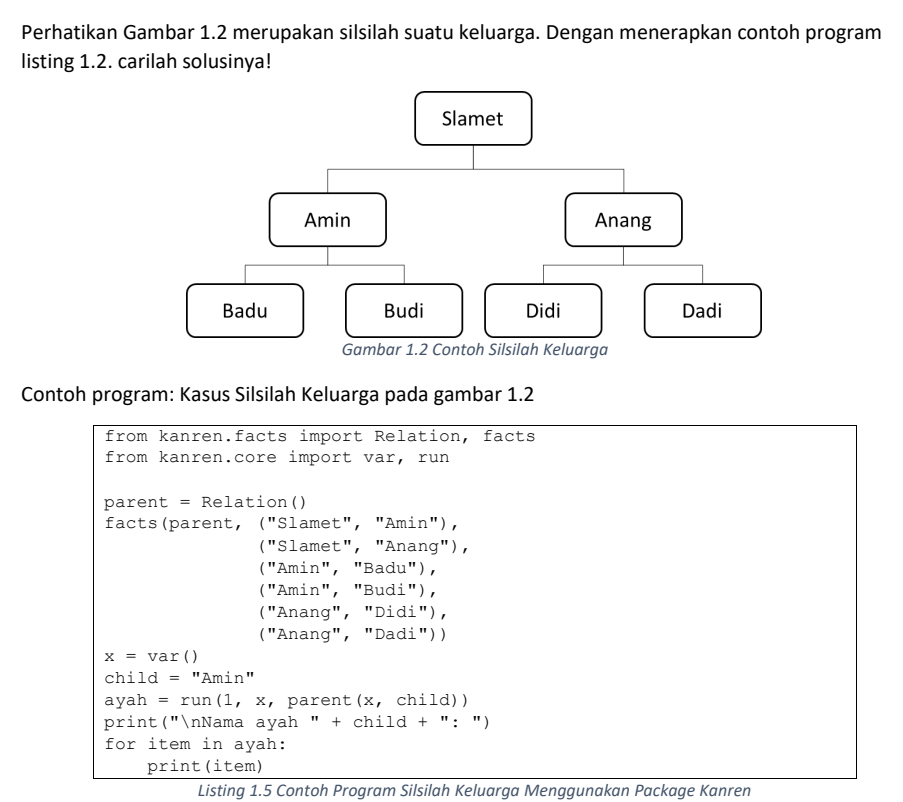 Perhatikan Gambar 1.2 merupakan silsilah suatu keluarga. Dengan menerapkan contoh program
listing 1.2. carilah solusinya!
Slamet
Amin
Anang
Badu
Budi
Didi
Dadi
Gambar 1.2 Contoh Silsilah Keluarga
Contoh program: Kasus Silsilah Keluarga pada gambar 1.2
from kanren.facts import Relation, facts
from kanren.core import var, run
parent = Relation()
facts(parent, ("Slamet", "Amin"),
              ("Slamet", "Anang"),
              ("Amin", "Badu"),
              ("Amin", "Budi"),
              ("Anang", "Didi"),
              ("Anang", "Dadi"))
x = var()
child = "Amin"
ayah = run(1, x, parent(x, child))
print("\nNama ayah " + child + ": ")
for item in ayah:
    print(item)
Listing 1.5 Contoh Program Silsilah Keluarga Menggunakan Package Kanren